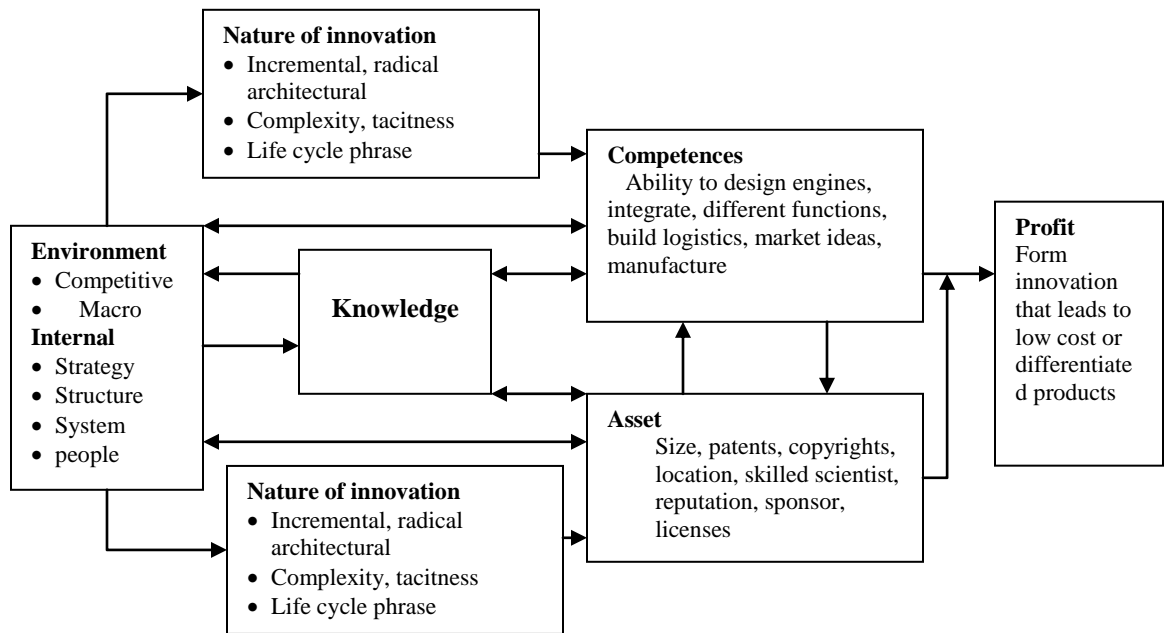 Nature of innovation
• Incremental, radical
architectural
• Complexity, tacitness
• Life cycle phrase
Competences
Ability to design engines,
integrate, different functions,
build logistics, market ideas,
manufacture
Profit
Form
innovation
that leads to
low cost or
differentiate
d products
Environment
• Competitive
• Macro
Internal
• Strategy
• Structure
• System
• people
Knowledge
Asset
Size, patents, copyrights,
location, skilled scientist,
reputation, sponsor,
licenses
Nature of innovation
• Incremental, radical
architectural
• Complexity, tacitness
• Life cycle phrase